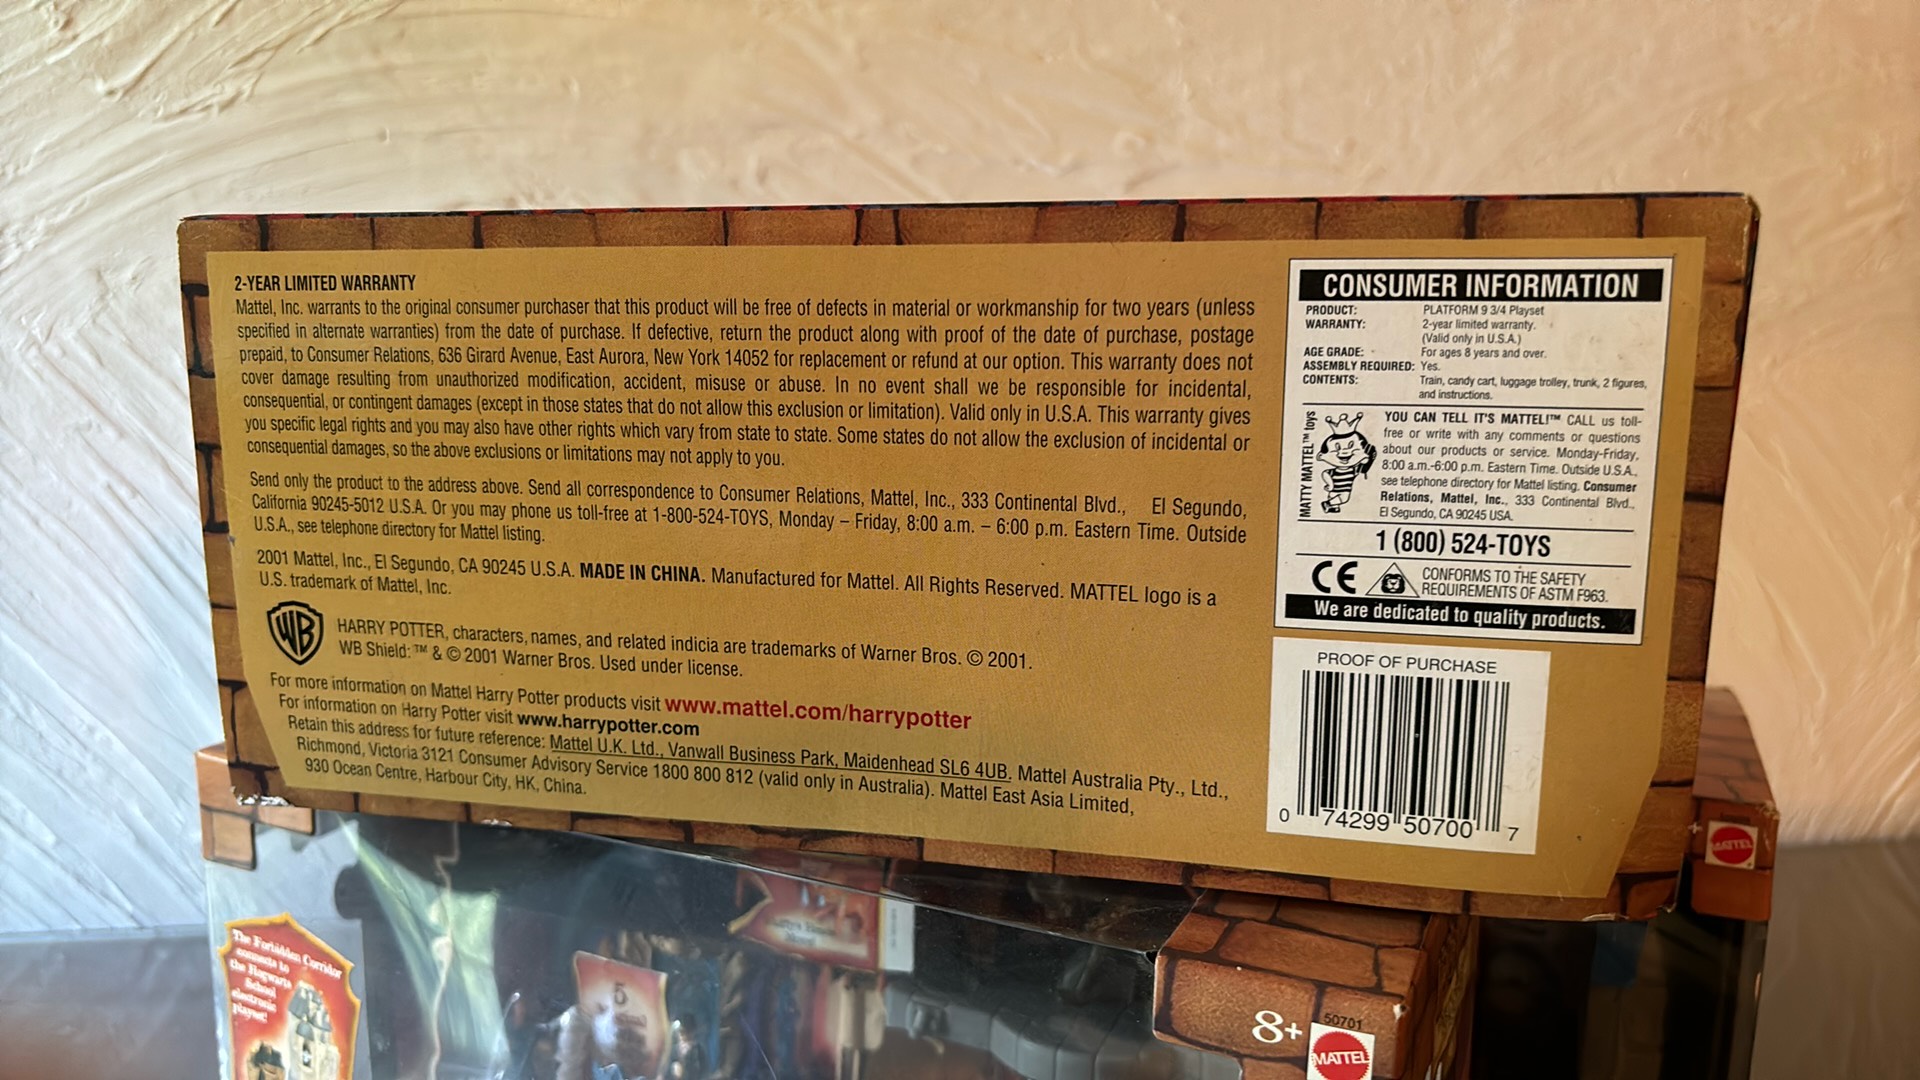 2-YEAR LIMITED WARRANTY
Mattel, Inc. warrants to the original consumer purchaser that this product will be free of defects in material or workmanship for two years (unless
specified in alternate warranties) from the date of purchase. If defective, return the product along with proof of the date of purchase, postage
prepaid, to Consumer Relations, 636 Girard Avenue, East Aurora, New York 14052 for replacement or refund at our option. This warranty does not
cover damage resulting from unauthorized modification, accident, misuse or abuse. In no event shall we be responsible for incidental,
consequential, or contingent damages (except in those states that do not allow this exclusion or limitation). Valid only in U.S.A. This warranty gives
you specific legal rights and you may also have other rights which vary from state to state. Some states do not allow the exclusion of incidental or
consequential damages, so the above exclusions or limitations may not apply to you.
Send only the product to the address above. Send all correspondence to Consumer Relations, Mattel, Inc., 333 Continental Blvd., El Segundo,
California 90245-5012 U.S.A. Or you may phone us toll-free at 1-800-524-TOYS, Monday – Friday, 8:00 a.m. – 6:00 p.m. Eastern Time. Outside
U.S.A., see telephone directory for Mattel listing.
2001 Mattel, Inc., El Segundo, CA 90245 U.S.A. MADE IN CHINA. Manufactured for Mattel. All Rights Reserved. MATTEL logo is a
U.S. trademark of Mattel, Inc.
WB
HARRY POTTER, characters, names, and related indicia are trademarks of Warner Bros. © 2001.
WB Shield: ™ & © 2001 Warner Bros. Used under license.
For more information on Mattel Harry Potter products visit www.mattel.com/harrypotter
For information on Harry Potter visit www.harrypotter.com
Retain this address for future reference: Mattel U.K. Ltd., Vanwall Business Park, Maidenhead SL6 4UB. Mattel Australia Pty., Ltd.,
Richmond, Victoria 3121 Consumer Advisory Service 1800 800 812 (valid only in Australia). Mattel East Asia Limited,
930 Ocean Centre, Harbour City, HK, China.
CONSUMER INFORMATION
PRODUCT: PLATFORM 9 3/4 Playset
WARRANTY: 2-year limited warranty.
(Valid only in U.S.A.)
AGE GRADE: For ages 8 years and over.
ASSEMBLY REQUIRED: Yes.
CONTENTS: Train, candy cart, luggage trolley, trunk, 2 figures,
and instructions.
MATTY MATTEL™ toys
YOU CAN TELL IT'S MATTEL!™ CALL us toll-
free or write with any comments or questions
about our products or service. Monday-Friday,
8:00 a.m.-6:00 p.m. Eastern Time. Outside U.S.A.,
see telephone directory for Mattel listing. Consumer
Relations, Mattel, Inc., 333 Continental Blvd.,
El Segundo, CA 90245 USA.
1 (800) 524-TOYS
CE
CONFORMS TO THE SAFETY
REQUIREMENTS OF ASTM F963.
We are dedicated to quality products.
PROOF OF PURCHASE
0 74299 50700 7
MATTEL
The Forbidden Corridor
connects to
the Hogwarts
School
electronic
playset!
5
8+
50701
MATTEL